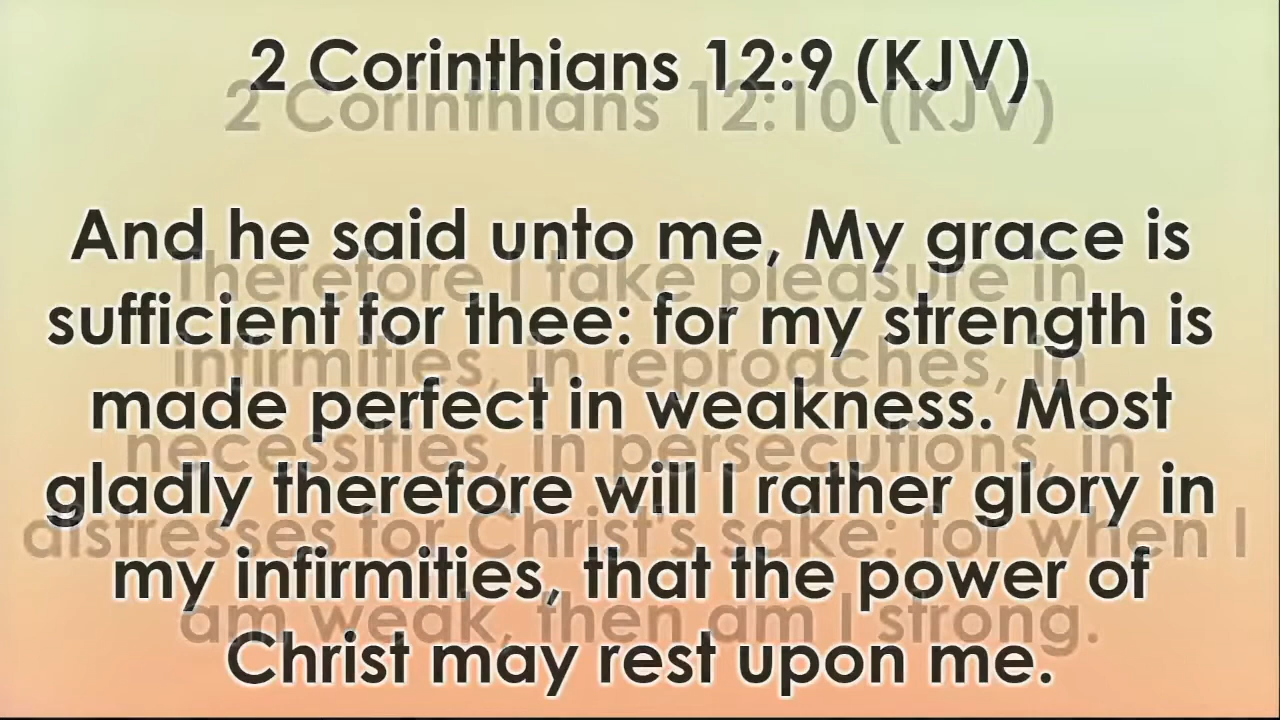 2 Corinthians 12:9 (KJV)
2 Corinthians 12:10 (KJV)
And he said unto me, My grace is
Therefore I take pleasure in
sufficient for thee: for my strength is
infirmities, in reproaches, in
made perfect in weakness. Most
necessities, in persecutions, in
gladly therefore will I rather glory in
distresses for Christ's sake: for when I
my infirmities, that the power of
am weak, then am I strong.
Christ may rest upon me.